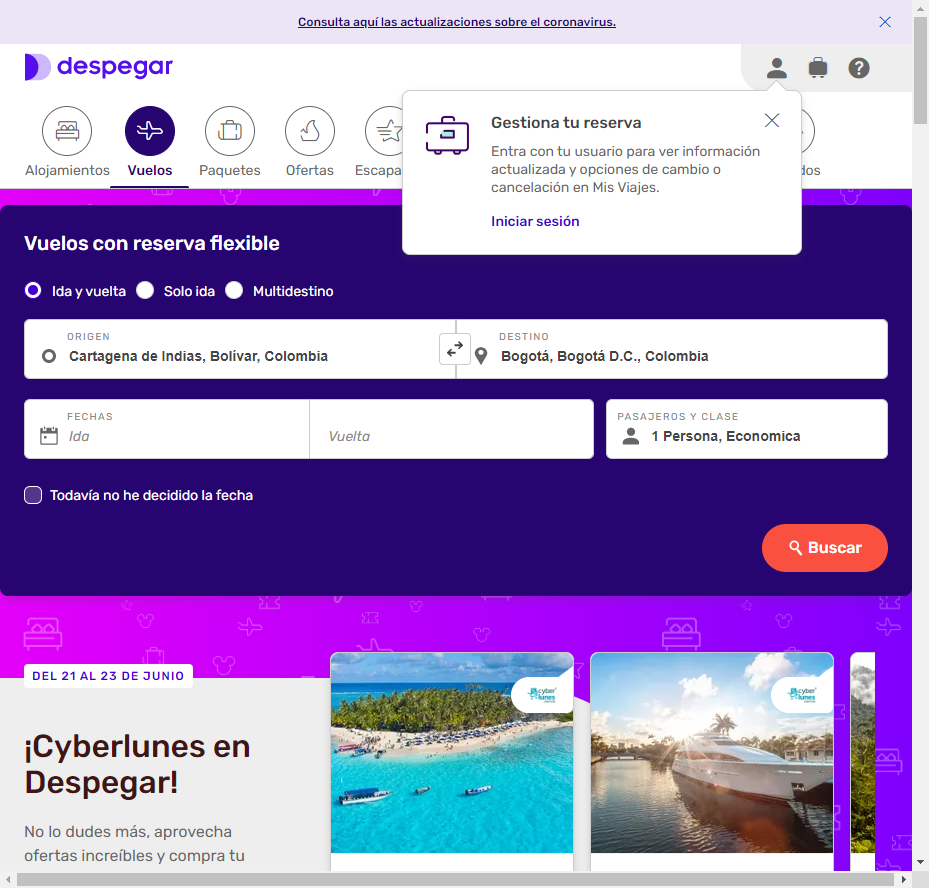 Consulta aquí las actualizaciones sobre el coronavirus.
despegar
Alojamientos
Vuelos
Paquetes
Ofertas
Escapa
dos
Gestiona tu reserva
Entra con tu usuario para ver información
actualizada y opciones de cambio o
cancelación en Mis Viajes.
Iniciar sesión
Vuelos con reserva flexible
Ida y vuelta
Solo ida
Multidestino
ORIGEN
Cartagena de Indias, Bolívar, Colombia
DESTINO
Bogotá, Bogotá D.C., Colombia
FECHAS
Ida
Vuelta
PASAJEROS Y CLASE
1 Persona, Economica
Todavía no he decidido la fecha
Buscar
DEL 21 AL 23 DE JUNIO
¡Cyberlunes en
Despegar!
No lo dudes más, aprovecha
ofertas increíbles y compra tu
cyber
lunes
cyber
lunes